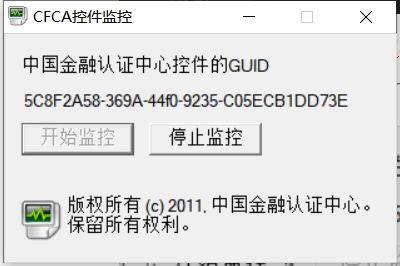 CFCA控件监控
中国金融认证中心控件的GUID
5C8F2A58-369A-44f0-9235-C05ECB1DD73E
开始监控 停止监控
版权所有 (c) 2011, 中国金融认证中心。
保留所有权利。